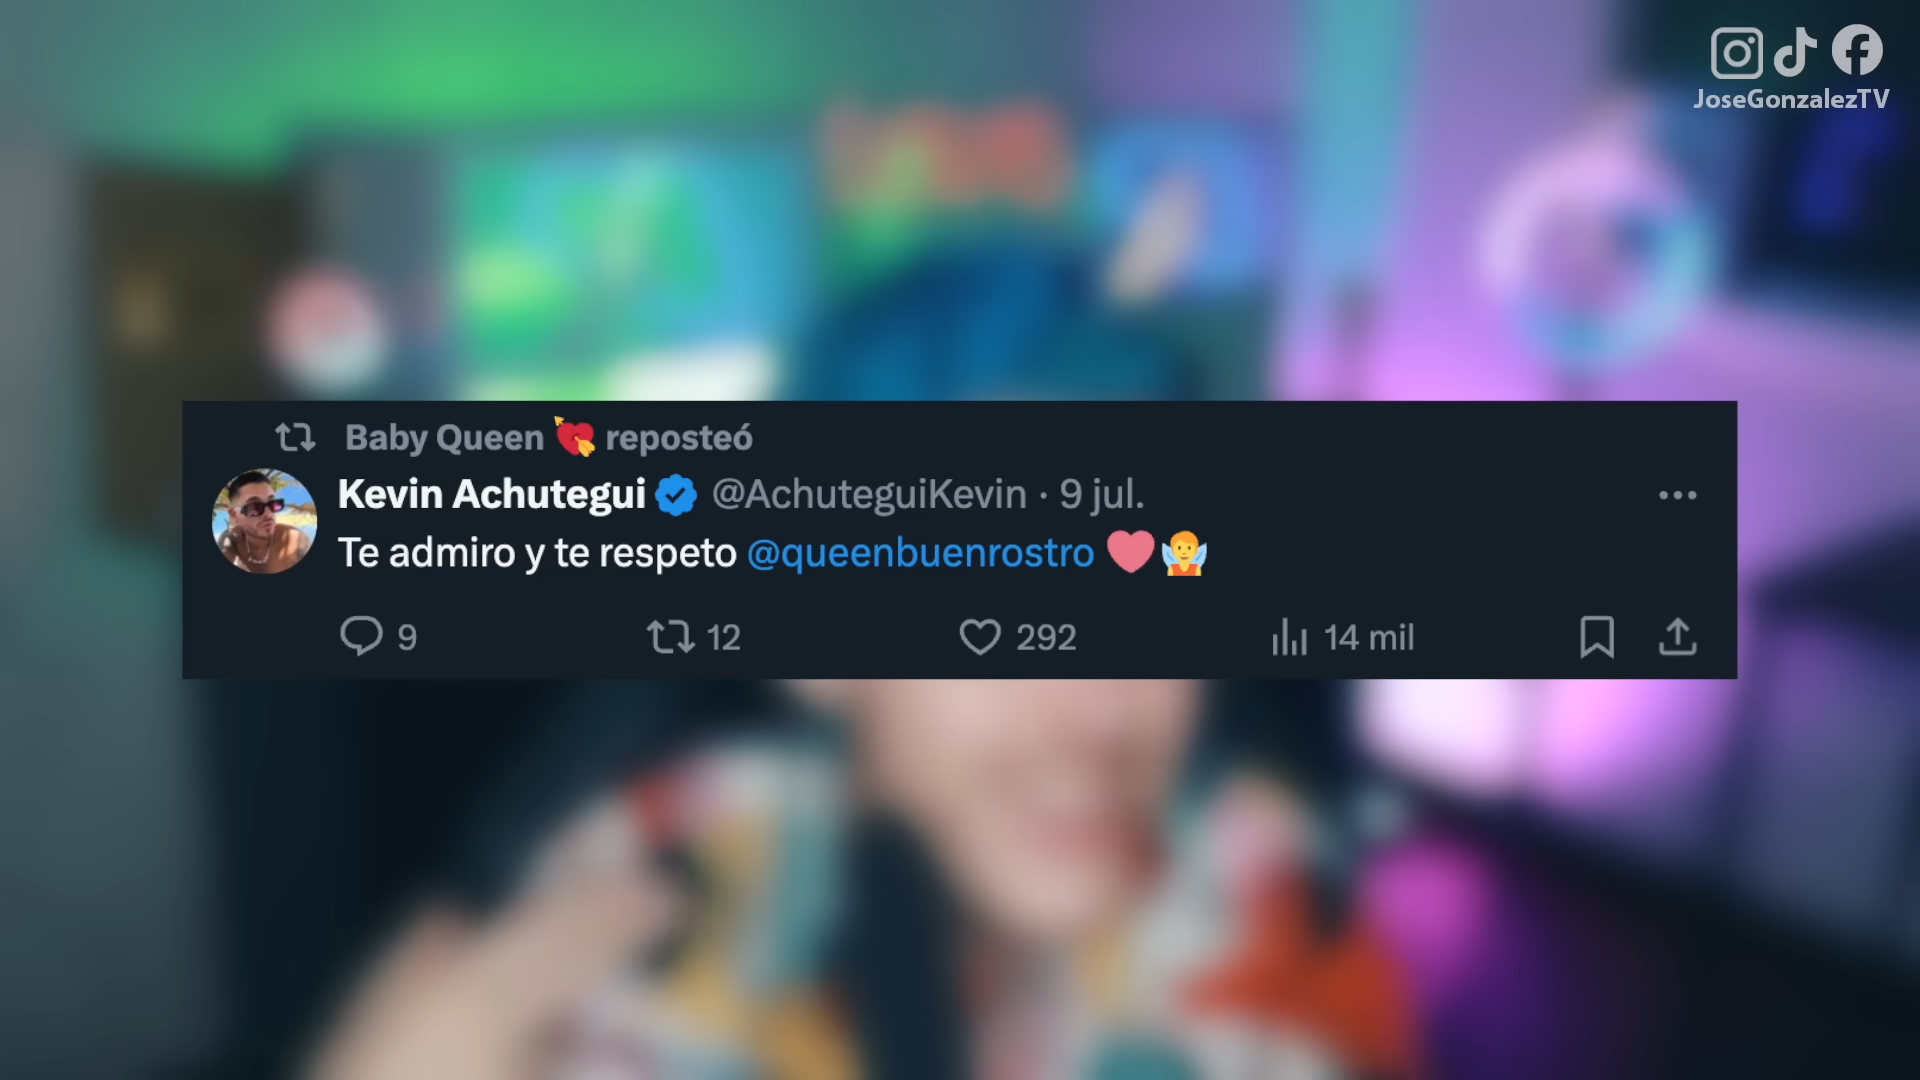 JoseGonzalezTV
Baby Queen 💘 reposteó
Kevin Achutegui @AchuteguiKevin · 9 jul.
Te admiro y te respeto @queenbuenrostro ❤️🧚
9 12 292 14 mil